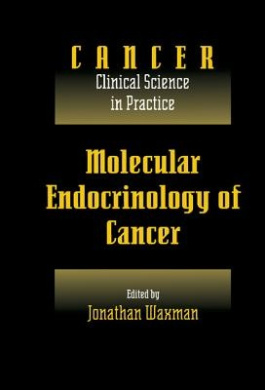 CANCER
Clinical Science
in Practice
Molecular
Endocrinology of
Cancer
Edited by
Jonathan Waxman